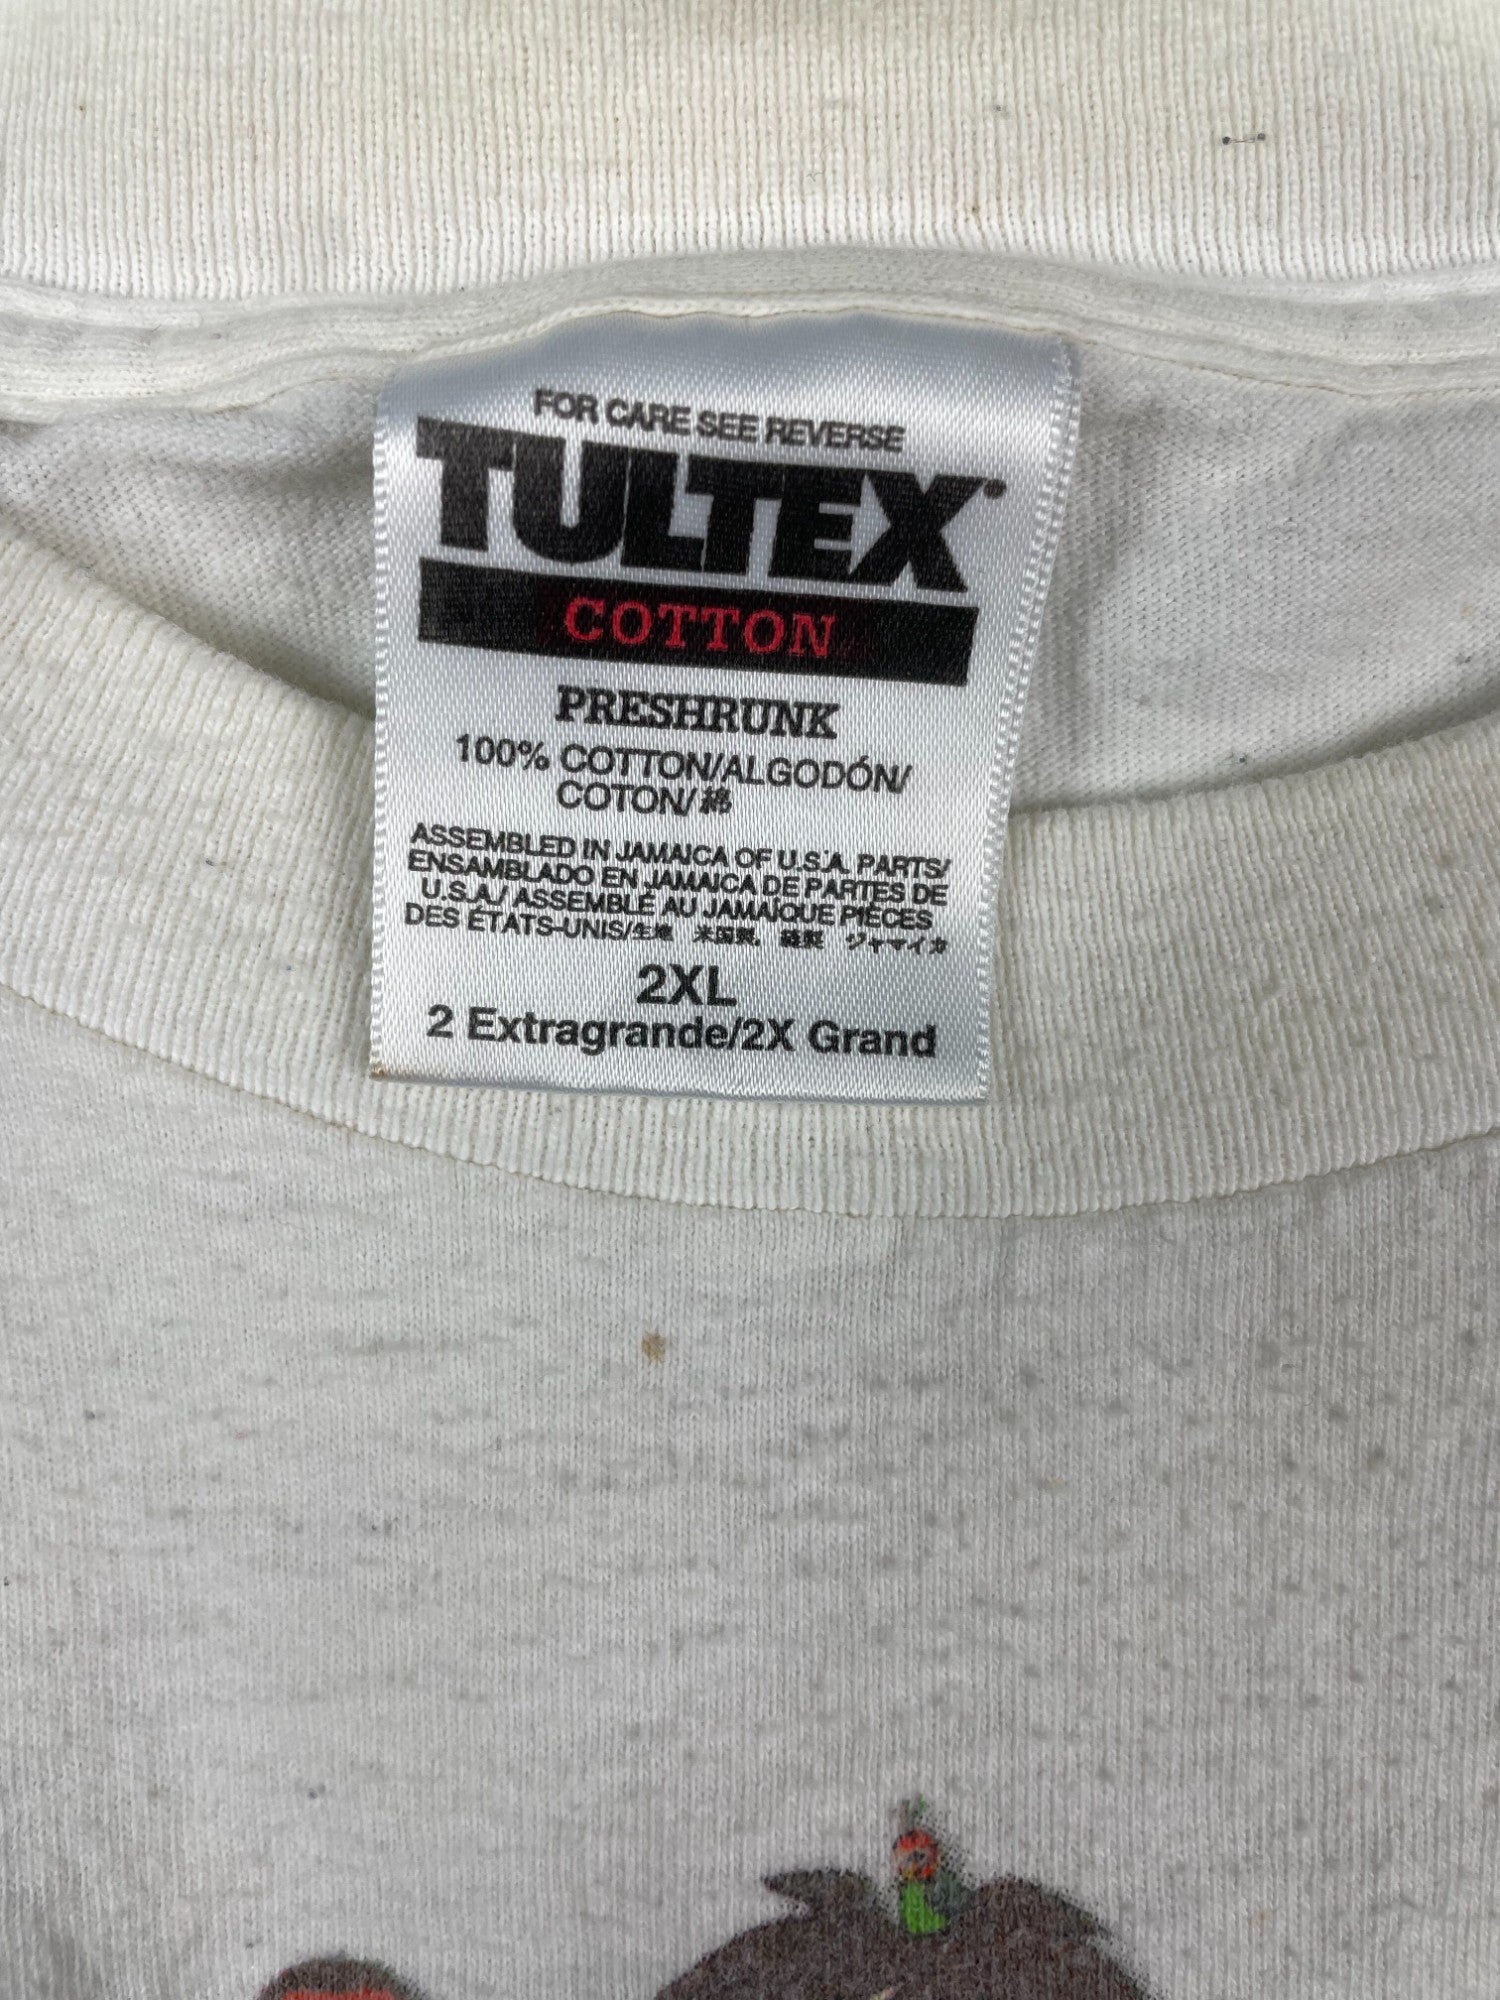 FOR CARE SEE REVERSE
TULTEX®
COTTON
PRESHRUNK
100% COTTON/ALGODÓN/
COTON/綿
ASSEMBLED IN JAMAICA OF U.S.A. PARTS/
ENSAMBLADO EN JAMAICA DE PARTES DE
U.S.A./ASSEMBLÉ AU JAMAÏQUE PIÈCES
DES ÉTATS-UNIS/生地 米国製, 縫製 ジャマイカ
2XL
2 Extragrande/2X Grand